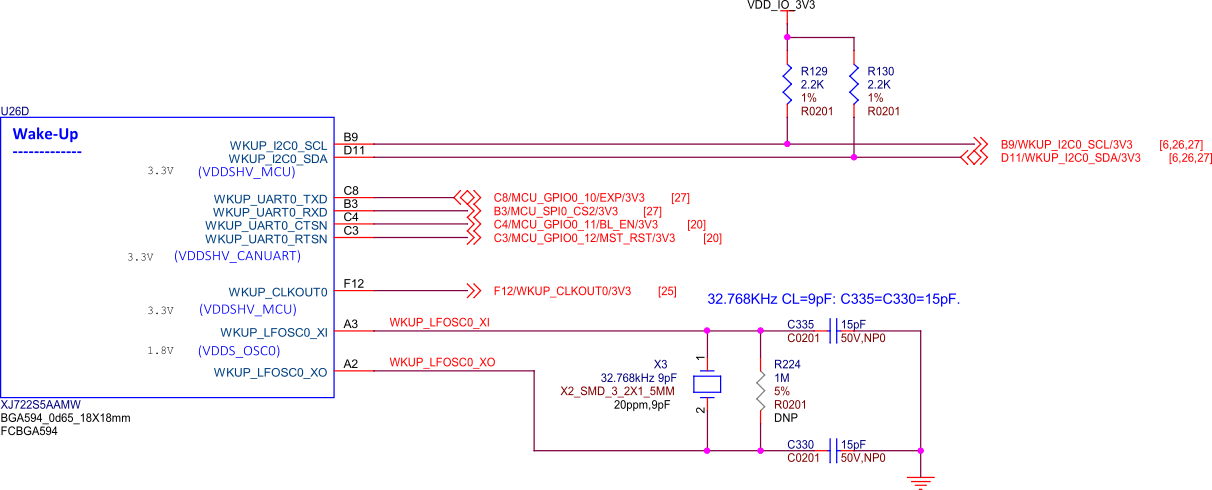 VDD_IO_3V3
R129
2.2K
1%
R0201
R130
2.2K
1%
R0201
U26D
Wake-Up
-------------
WKUP_I2C0_SCL
B9
B9/WKUP_I2C0_SCL/3V3 [6,26,27]
WKUP_I2C0_SDA
D11
D11/WKUP_I2C0_SDA/3V3 [6,26,27]
3.3V (VDDSHV_MCU)
WKUP_UART0_TXD
C8
C8/MCU_GPIO0_10/EXP/3V3 [27]
WKUP_UART0_RXD
B3
B3/MCU_SPI0_CS2/3V3 [27]
WKUP_UART0_CTSN
C4
C4/MCU_GPIO0_11/BL_EN/3V3 [20]
WKUP_UART0_RTSN
C3
C3/MCU_GPIO0_12/MST_RST/3V3 [20]
3.3V (VDDSHV_CANUART)
WKUP_CLKOUT0
F12
F12/WKUP_CLKOUT0/3V3 [25]
3.3V (VDDSHV_MCU)
32.768KHz CL=9pF: C335=C330=15pF.
WKUP_LFOSC0_XI
A3
WKUP_LFOSC0_XI
C335
C0201
15pF
50V,NP0
1.8V (VDDS_OSC0)
WKUP_LFOSC0_XO
A2
WKUP_LFOSC0_XO
1
X3
32.768kHz 9pF
X2_SMD_3_2X1_5MM
20ppm,9pF
2
R224
1M
5%
R0201
DNP
XJ722S5AAMW
BGA594_0d65_18X18mm
FCBGA594
C330
C0201
15pF
50V,NP0